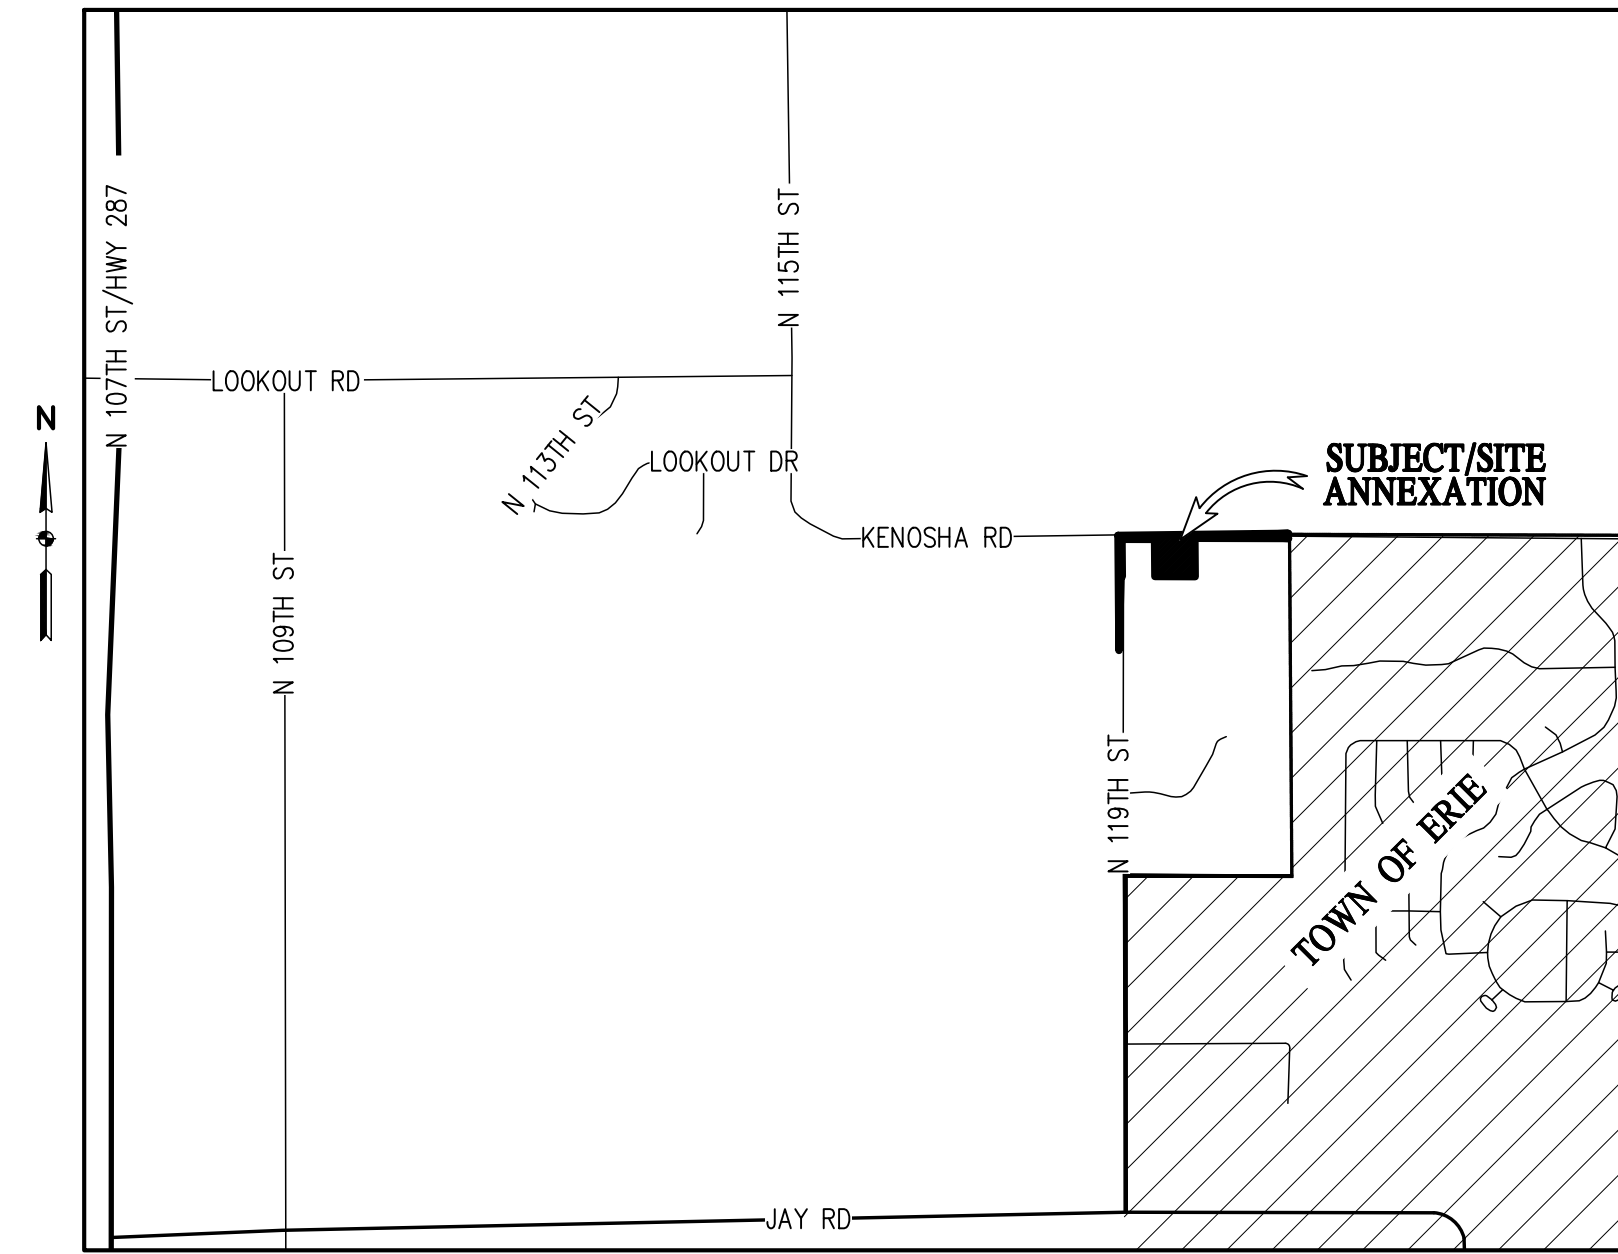 N 107TH ST/HWY 287
N 115TH ST
LOOKOUT RD
N
N 113TH ST
LOOKOUT DR
SUBJECT/SITE
ANNEXATION
KENOSHA RD
N 109TH ST
N 119TH ST
TOWN OF ERIE
JAY RD